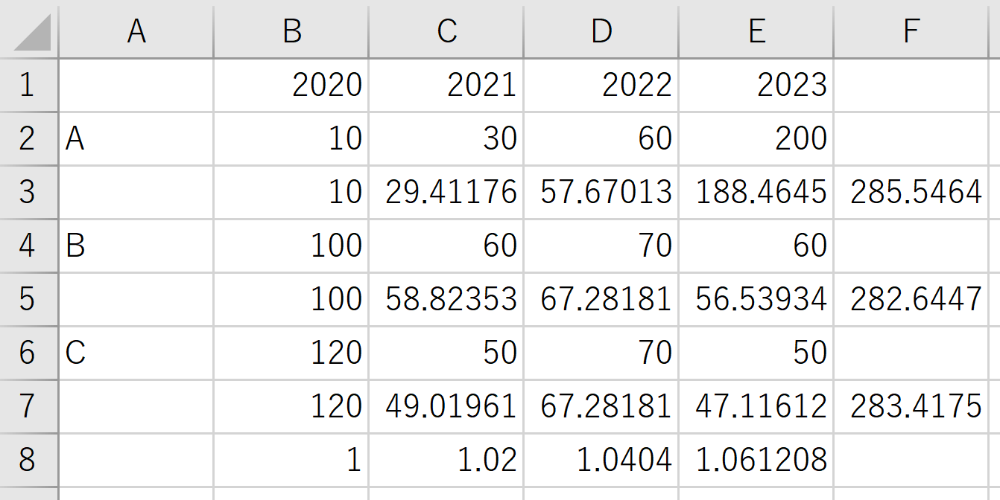 A B C D E F
1 2020 2021 2022 2023
2 A 10 30 60 200
3 10 29.41176 57.67013 188.4645 285.5464
4 B 100 60 70 60
5 100 58.82353 67.28181 56.53934 282.6447
6 C 120 50 70 50
7 120 49.01961 67.28181 47.11612 283.4175
8 1 1.02 1.0404 1.061208